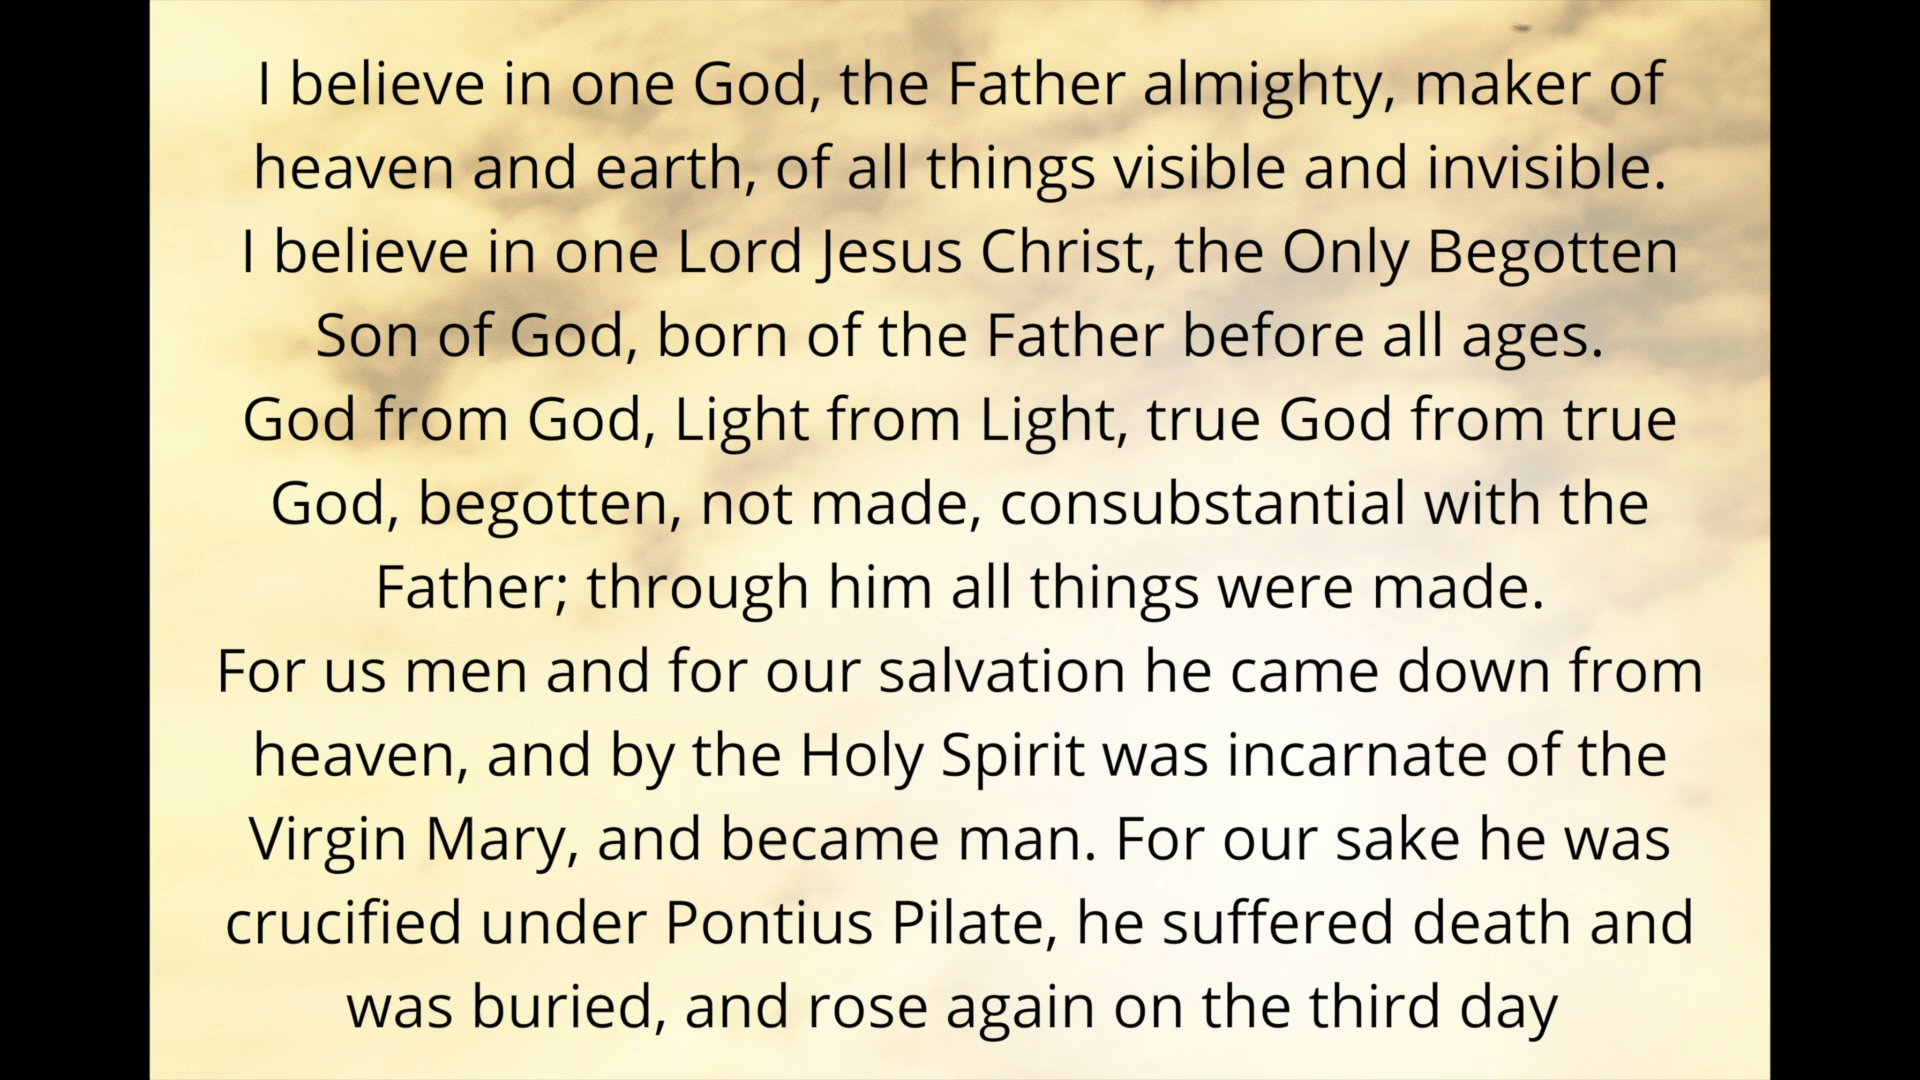 I believe in one God, the Father almighty, maker of
heaven and earth, of all things visible and invisible.
I believe in one Lord Jesus Christ, the Only Begotten
Son of God, born of the Father before all ages.
God from God, Light from Light, true God from true
God, begotten, not made, consubstantial with the
Father; through him all things were made.
For us men and for our salvation he came down from
heaven, and by the Holy Spirit was incarnate of the
Virgin Mary, and became man. For our sake he was
crucified under Pontius Pilate, he suffered death and
was buried, and rose again on the third day